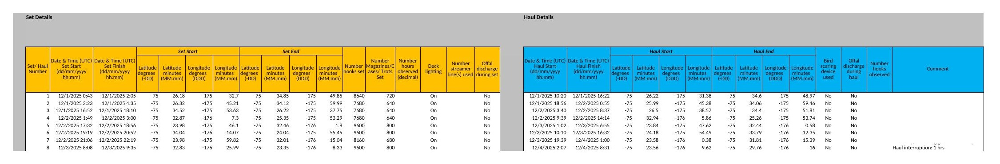 Set Details Haul Details
Set Start Set End Haul Start Haul End
Set/ Haul Number Date & Time (UTC) Set Start (dd/mm/yyyy hh:mm) Date & Time (UTC) Set Finish (dd/mm/yyyy hh:mm) Latitude degrees (-DD) Latitude minutes (MM.mm) Longitude degrees (DDD) Longitude minutes (MM.mm) Latitude degrees (-DD) Latitude minutes (MM.mm) Longitude degrees (DDD) Longitude minutes (MM.mm) Number hooks set Number Magazines/Cases/ Trots Set Number hours observed (decimal) Deck lighting Number streamer line(s) used Offal discharge during set Date & Time (UTC) Haul Start (dd/mm/yyyy hh:mm) Date & Time (UTC) Haul Finish (dd/mm/yyyy hh:mm) Latitude degrees (-DD) Latitude minutes (MM.mm) Longitude degrees (DDD) Longitude minutes (MM.mm) Latitude degrees (-DD) Latitude minutes (MM.mm) Longitude degrees (DDD) Longitude minutes (MM.mm) Bird scaring device used Offal discharge during haul Number hooks observed Comment
1 12/1/2025 0:43 12/1/2025 2:05 -75 26.18 -175 32.7 -75 34.85 -175 49.85 8640 720 On No 12/1/2025 10:20 12/1/2025 16:22 -75 26.22 -175 31.38 -75 34.6 -175 48.97 No No
2 12/1/2025 3:23 12/1/2025 4:35 -75 26.32 -175 45.21 -75 34.12 -175 59.99 7680 640 On No 12/1/2025 18:56 12/2/2025 0:55 -75 25.99 -175 45.38 -75 34.06 -175 59.46 No No
3 12/1/2025 16:52 12/1/2025 18:10 -75 34.52 -175 53.63 -75 26.22 -175 37.75 7680 640 On No 12/2/2025 3:40 12/2/2025 8:37 -75 26.5 -175 38.57 -75 34.4 -175 51.81 No No
4 12/2/2025 1:49 12/2/2025 3:00 -75 32.87 -176 7.3 -75 25.35 -175 53.29 7680 640 On No 12/2/2025 9:39 12/2/2025 14:14 -75 32.94 -176 5.86 -75 25.26 -175 53.74 No No
5 12/2/2025 17:32 12/2/2025 18:56 -75 23.98 -175 46.1 -75 32.46 -176 1.8 9600 800 On No 12/3/2025 1:02 12/3/2025 6:55 -75 23.84 -175 47.62 -75 32.44 -176 0.58 No No
6 12/2/2025 19:19 12/2/2025 20:52 -75 34.04 -176 14.07 -75 24.04 -175 55.45 9600 800 On No 12/3/2025 10:10 12/3/2025 16:32 -75 24.18 -175 54.49 -75 33.79 -176 12.35 No No
7 12/2/2025 21:06 12/2/2025 22:19 -75 23.98 -175 59.82 -75 32.01 -176 15.04 8160 680 On No 12/3/2025 19:39 12/4/2025 1:00 -75 23.58 -176 0.38 -75 31.81 -176 15.39 No No
8 12/3/2025 8:08 12/3/2025 9:35 -75 32.83 -176 25.99 -75 23.35 -176 8.33 9600 800 On No 12/4/2025 2:07 12/4/2025 8:31 -75 23.56 -176 9.62 -75 29.76 -176 16 No No Haul interruption: 1 hrs